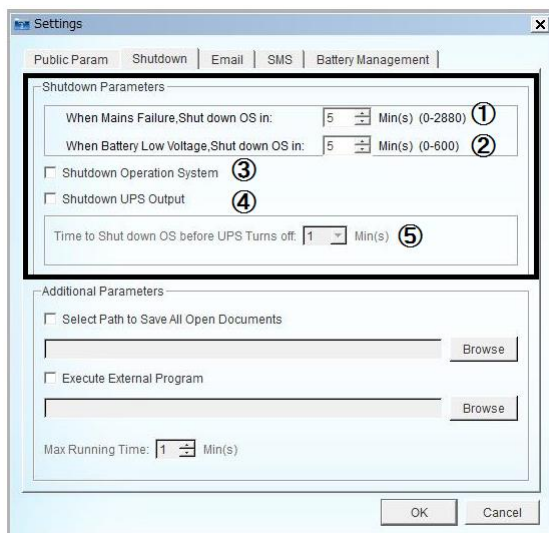 Settings
Public Param Shutdown Email SMS Battery Management
Shutdown Parameters
When Mains Failure,Shut down OS in: 5 Min(s) (0-2880) ①
When Battery Low Voltage,Shut down OS in: 5 Min(s) (0-600) ②
Shutdown Operation System ③
Shutdown UPS Output ④
Time to Shut down OS before UPS Turns off: 1 Min(s) ⑤
Additional Parameters
Select Path to Save All Open Documents
Browse
Execute External Program
Browse
Max Running Time: 1 Min(s)
OK Cancel